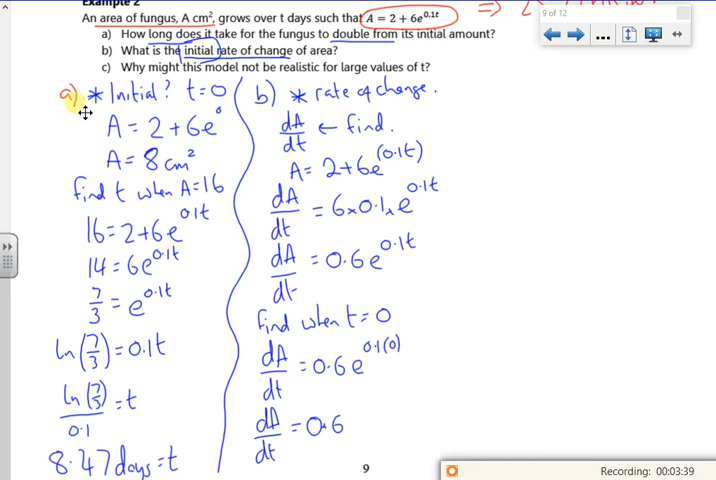 Example 2
An area of fungus, A cm², grows over t days such that A = 2 + 6e^0.1t
a) How long does it take for the fungus to double from its initial amount?
b) What is the initial rate of change of area?
c) Why might this model not be realistic for large values of t?
9 of 12
a) * Initial? t=0
A = 2+6e^0
A = 8cm²
find t when A=16
16=2+6e^0.1t
14=6e^0.1t
7/3 = e^0.1t
ln(7/3)=0.1t
ln(7/3)/0.1 = t
8.47 days=t
b) * rate of change.
dA/dt ← find.
A= 2+6e^(0.1t)
dA/dt = 6×0.1×e^0.1t
dA/dt = 0.6e^0.1t
find when t=0
dA/dt = 0.6e^0.1(0)
dA/dt = 0.6
9
Recording: 00:03:39